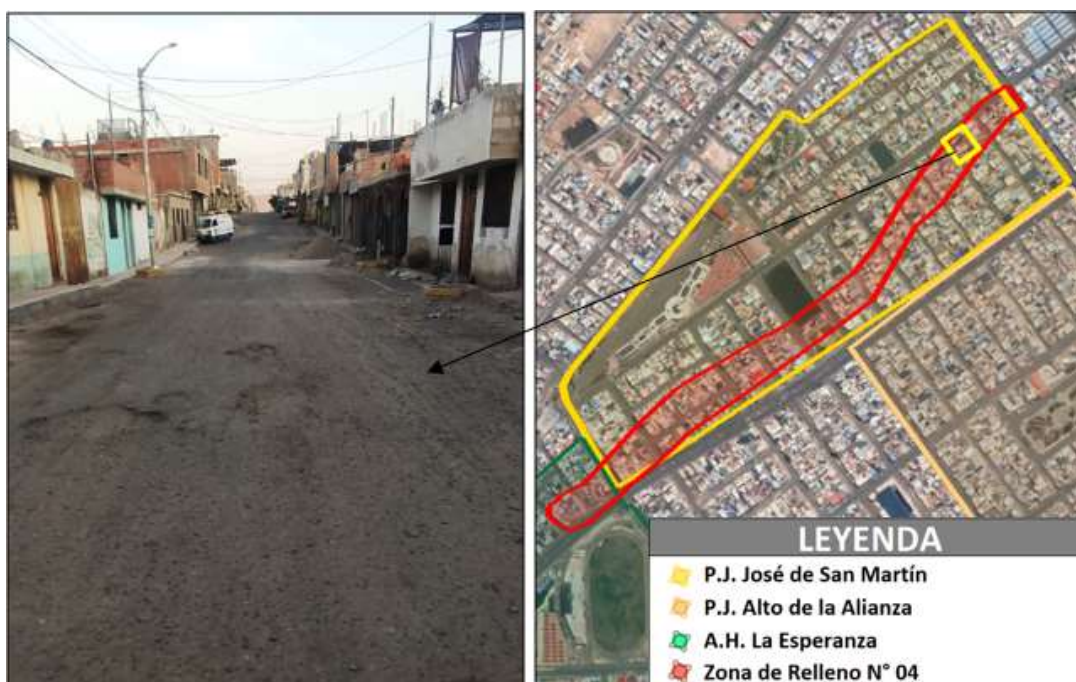 LEYENDA
P.J. José de San Martín
P.J. Alto de la Alianza
A.H. La Esperanza
Zona de Relleno N° 04